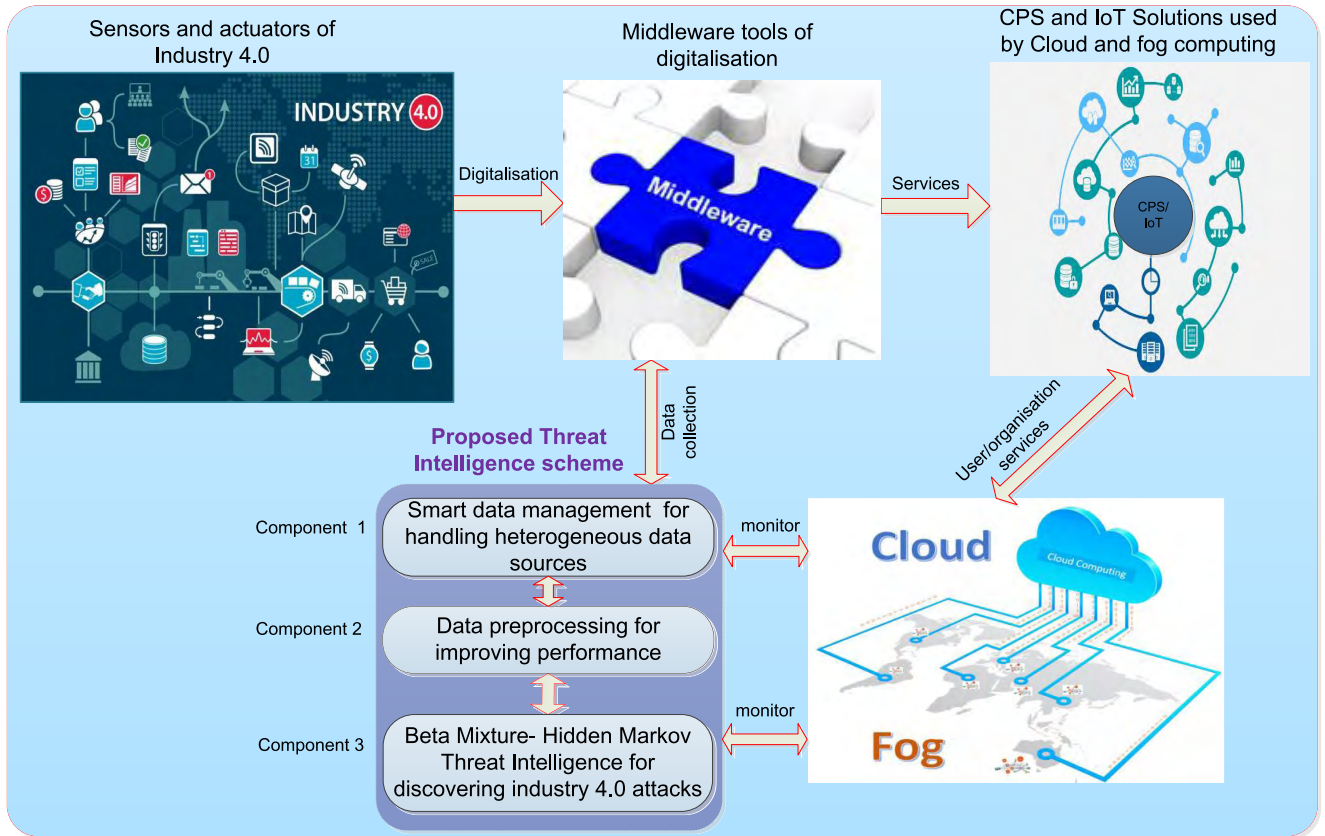 Sensors and actuators of
Industry 4.0
Middleware tools of
digitalisation
CPS and IoT Solutions used
by Cloud and fog computing
INDUSTRY 4.0
31
1
$
SALE
$
Digitalisation
Middleware
Services
CPS/
IoT
Data
collection
User/organisation
services
Proposed Threat
Intelligence scheme
Component 1
Smart data management for
handling heterogeneous data
sources
monitor
Component 2
Data preprocessing for
improving performance
Component 3
Beta Mixture- Hidden Markov
Threat Intelligence for
discovering industry 4.0 attacks
monitor
Cloud
Cloud Computing
Fog